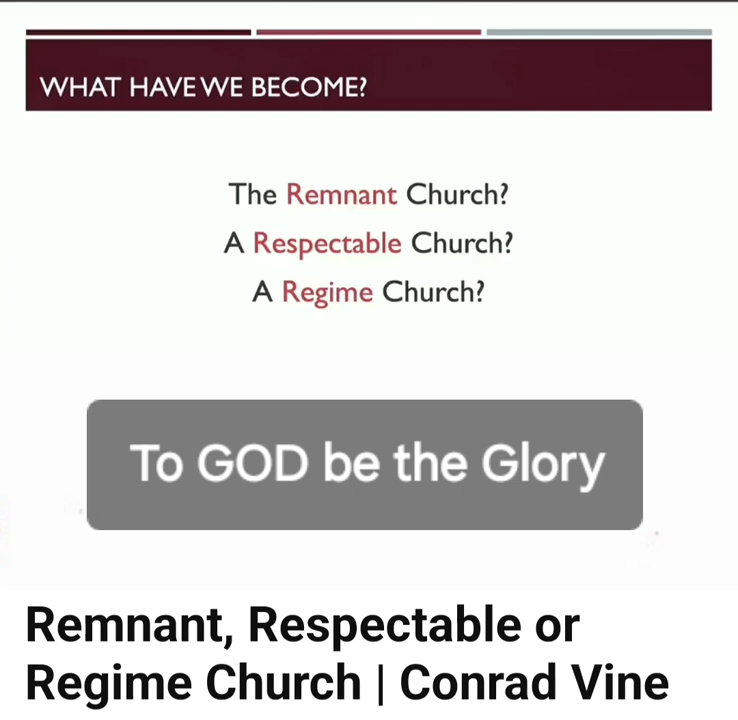 WHAT HAVE WE BECOME?
The Remnant Church?
A Respectable Church?
A Regime Church?
To GOD be the Glory
Remnant, Respectable or
Regime Church | Conrad Vine